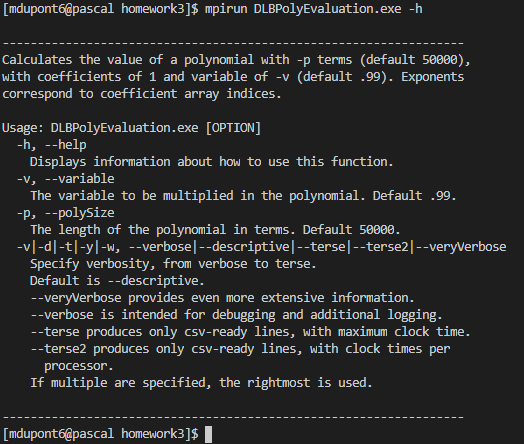 [mdupont6@pascal homework3]$ mpirun DLBPolyEvaluation.exe -h
------------------------------------------------------------------
Calculates the value of a polynomial with -p terms (default 50000),
with coefficients of 1 and variable of -v (default .99). Exponents
correspond to coefficient array indices.
Usage: DLBPolyEvaluation.exe [OPTION]
-h, --help
Displays information about how to use this function.
-v, --variable
The variable to be multiplied in the polynomial. Default .99.
-p, --polySize
The length of the polynomial in terms. Default 50000.
-v|-d|-t|-y|-w, --verbose|--descriptive|--terse|--terse2|--veryVerbose
Specify verbosity, from verbose to terse.
Default is --descriptive.
--veryVerbose provides even more extensive information.
--verbose is intended for debugging and additional logging.
--terse produces only csv-ready lines, with maximum clock time.
--terse2 produces only csv-ready lines, with clock times per
processor.
If multiple are specified, the rightmost is used.
------------------------------------------------------------------
[mdupont6@pascal homework3]$